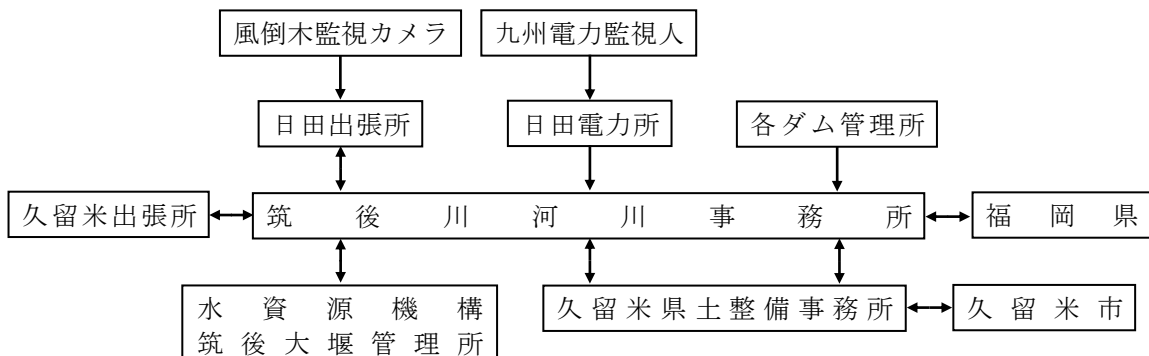 風倒木監視カメラ
九州電力監視人
日田出張所
日田電力所
各ダム管理所
久留米出張所
筑後川河川事務所
福岡県
水資源機構
筑後大堰管理所
久留米県土整備事務所
久留米市